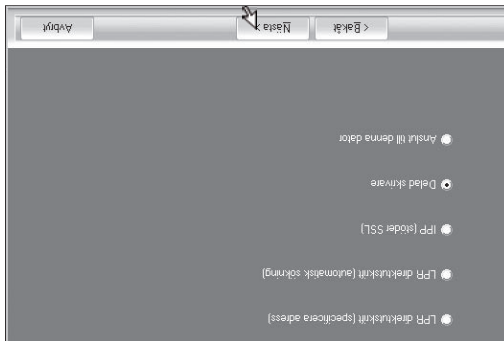 LPR direktutskrift (specificera adress)
LPR direktutskrift (automatisk sökning)
IPP (stöder SSL)
Delad skrivare
Anslut till denna dator
< Bakåt
Nästa >
Avbryt